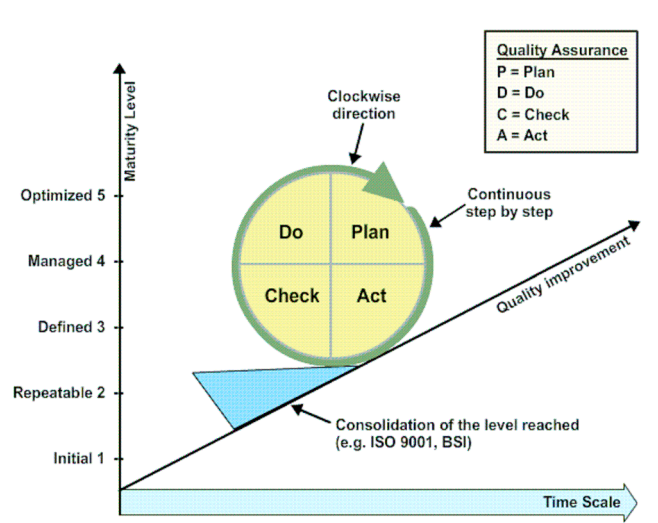 Quality Assurance
P = Plan
D = Do
C = Check
A = Act
Clockwise
direction
Maturity Level
Continuous
step by step
Optimized 5
Do
Plan
Managed 4
Quality improvement
Check
Act
Defined 3
Repeatable 2
Consolidation of the level reached
(e.g. ISO 9001, BSI)
Initial 1
Time Scale